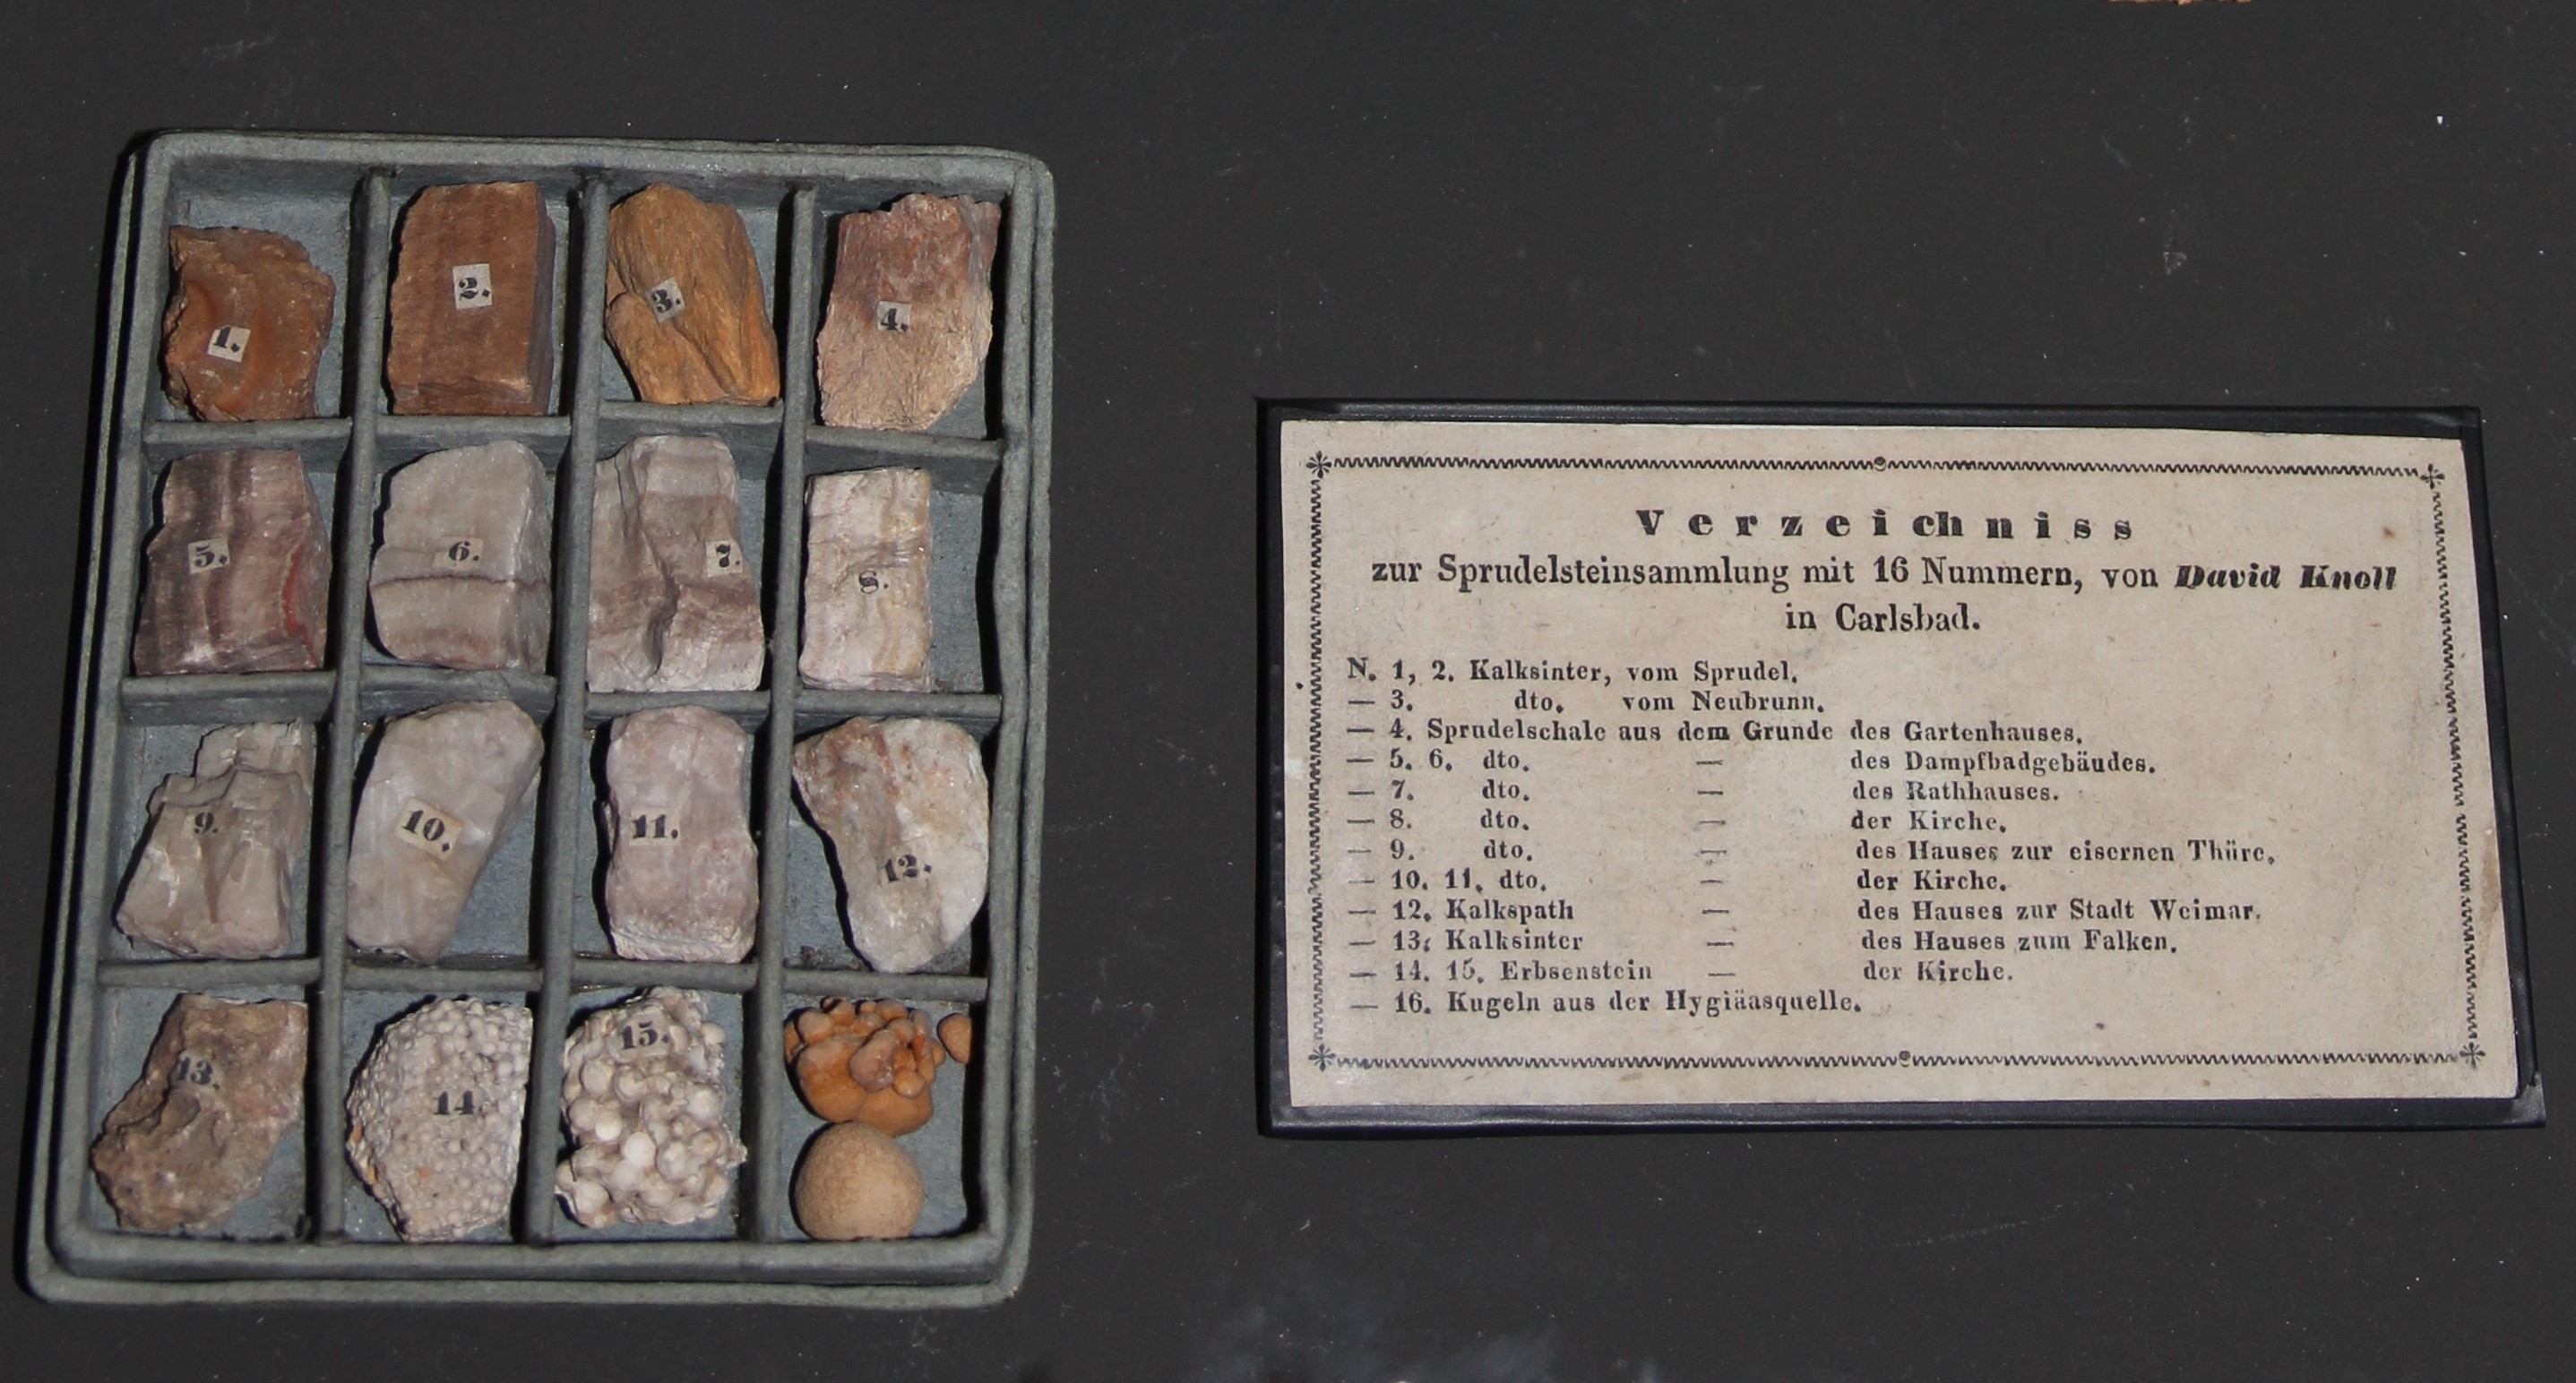 1.
2.
3.
4.
5.
6.
7.
8.
9.
10.
11.
12.
13.
14.
15.
Verzeichniss
zur Sprudelsteinsammlung mit 16 Nummern, von David Knoll
in Carlsbad.
N. 1, 2. Kalksinter, vom Sprudel.
— 3. dto. vom Neubrunn.
— 4. Sprudelschale aus dem Grunde des Gartenhauses.
— 5. 6. dto. — des Dampfbadgebäudes.
— 7. dto. — des Rathhauses.
— 8. dto. — der Kirche.
— 9. dto. — des Hauses zur eisernen Thüre.
— 10. 11. dto. — der Kirche.
— 12. Kalkspath — des Hauses zur Stadt Weimar.
— 13. Kalksinter — des Hauses zum Falken.
— 14. 15. Erbsenstein — der Kirche.
— 16. Kugeln aus der Hygiäasquelle.